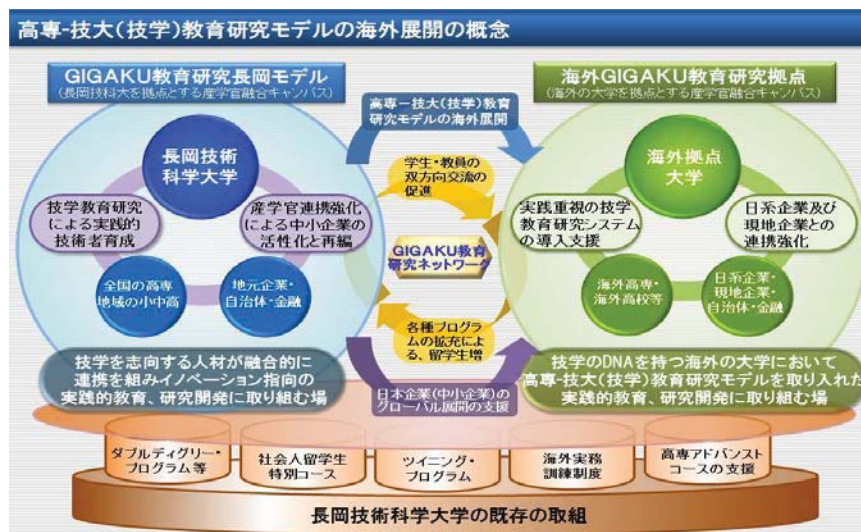 高専-技大(技学)教育研究モデルの海外展開の概念
GIGAKU教育研究長岡モデル
(長岡技科大を拠点とする産学官融合キャンパス)
長岡技術
科学大学
技学教育研究
による実践的
技術者育成
産学官連携強化
による中小企業の
活性化と再編
全国の高専
地域の小中高
地元企業・
自治体・金融
技学を志向する人材が融合的に
連携を組みイノベーション指向の
実践的教育、研究開発に取り組む場
高専ー技大(技学)教育
研究モデルの海外展開
学生・教員の
双方向交流の
促進
GIGAKU教育
研究ネットワーク
各種プログラ
ムの拡充によ
る、留学生増
日本企業(中小企業)の
グローバル展開の支援
海外GIGAKU教育研究拠点
(海外の大学を拠点とする産学官融合キャンパス)
海外拠点
大学
実践重視の技学
教育研究システム
の導入支援
日系企業及び
現地企業との
連携強化
海外高専・
海外高校等
日系企業・
現地企業・
自治体・金融
技学のDNAを持つ海外の大学において
高専-技大(技学)教育研究モデルを取り入れた
実践的教育、研究開発に取り組む場
ダブルディグリー・
プログラム等
社会人留学生
特別コース
ツイニング・
プログラム
海外実務
訓練制度
高専アドバンスト
コースの支援
長岡技術科学大学の既存の取組